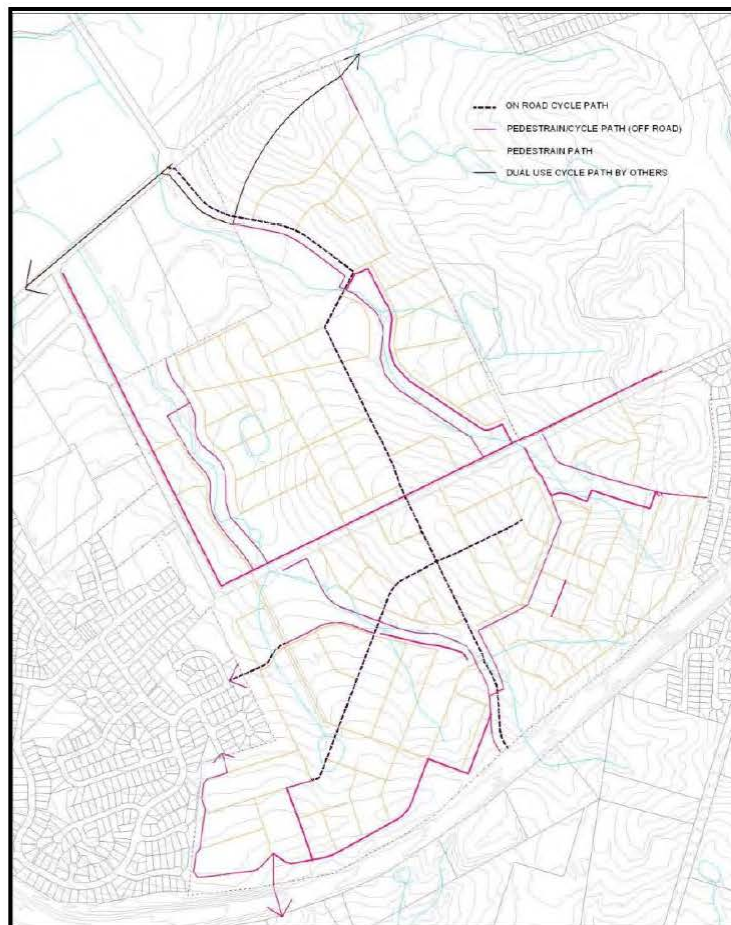 ON ROAD CYCLE PATH
PEDESTRAIN/CYCLE PATH (OFF ROAD)
PEDESTRAIN PATH
DUAL USE CYCLE PATH BY OTHERS